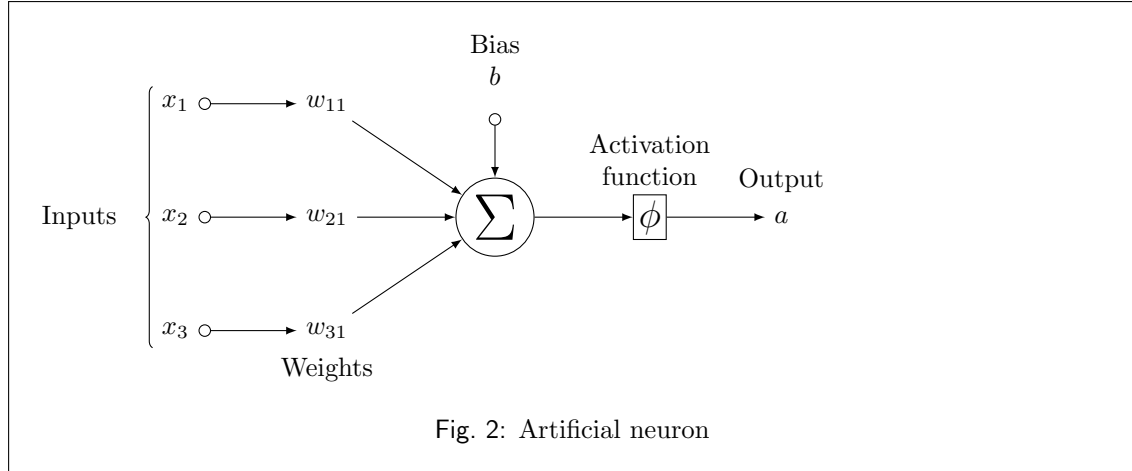 Bias
b
x₁ w₁₁
Activation
function
Output
Inputs x₂ w₂₁ Σ ϕ a
x₃ w₃₁
Weights
Fig. 2: Artificial neuron